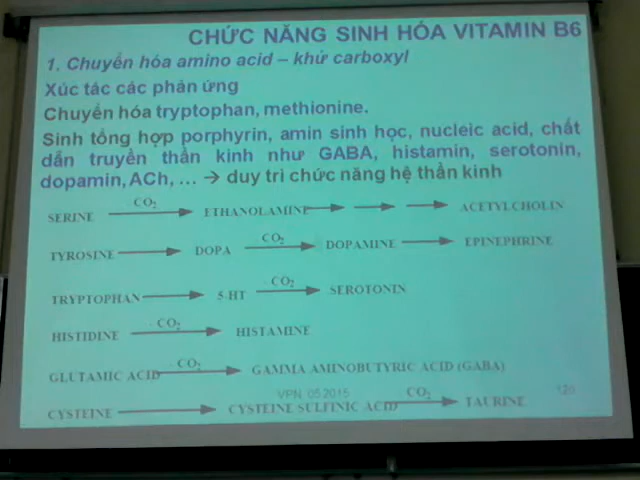 CHỨC NĂNG SINH HÓA VITAMIN B6
1. Chuyển hóa amino acid – khử carboxyl
Xúc tác các phản ứng
Chuyển hóa tryptophan, methionine.
Sinh tổng hợp porphyrin, amin sinh học, nucleic acid, chất
dẫn truyền thần kinh như GABA, histamin, serotonin,
dopamin, ACh, ... → duy trì chức năng hệ thần kinh
SERINE - CO2 → ETHANOLAMINE → → → ACETYLCHOLIN
TYROSINE → DOPA - CO2 → DOPAMINE → EPINEPHRINE
TRYPTOPHAN → 5-HT - CO2 → SEROTONIN
HISTIDINE - CO2 → HISTAMINE
GLUTAMIC ACID - CO2 → GAMMA AMINOBUTYRIC ACID (GABA)
VPN 05.2015 120
CYSTEINE → CYSTEINE SULFINIC ACID CO2 → TAURINE